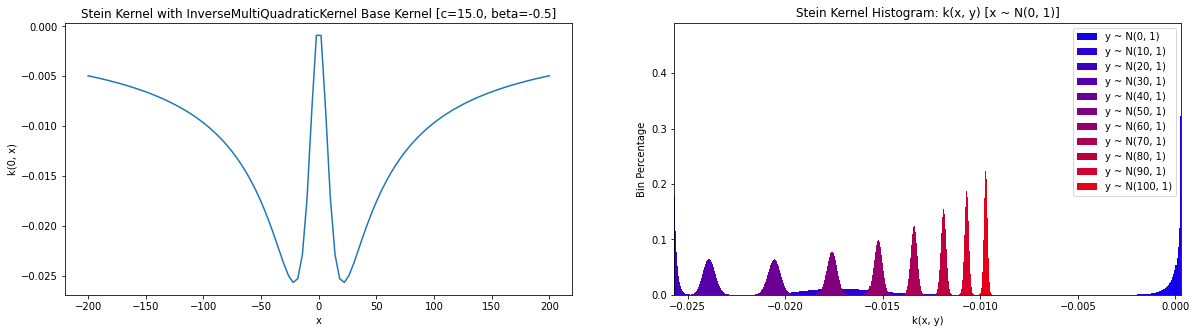 Stein Kernel with InverseMultiQuadraticKernel Base Kernel [c=15.0, beta=-0.5]
0.000
−0.005
−0.010
−0.015
−0.020
−0.025
k(0, x)
−200
−150
−100
−50
0
50
100
150
200
x
Stein Kernel Histogram: k(x, y) [x ~ N(0, 1)]
y ~ N(0, 1)
y ~ N(10, 1)
y ~ N(20, 1)
y ~ N(30, 1)
y ~ N(40, 1)
y ~ N(50, 1)
y ~ N(60, 1)
y ~ N(70, 1)
y ~ N(80, 1)
y ~ N(90, 1)
y ~ N(100, 1)
0.4
0.3
0.2
0.1
0.0
Bin Percentage
−0.025
−0.020
−0.015
−0.010
−0.005
0.000
k(x, y)